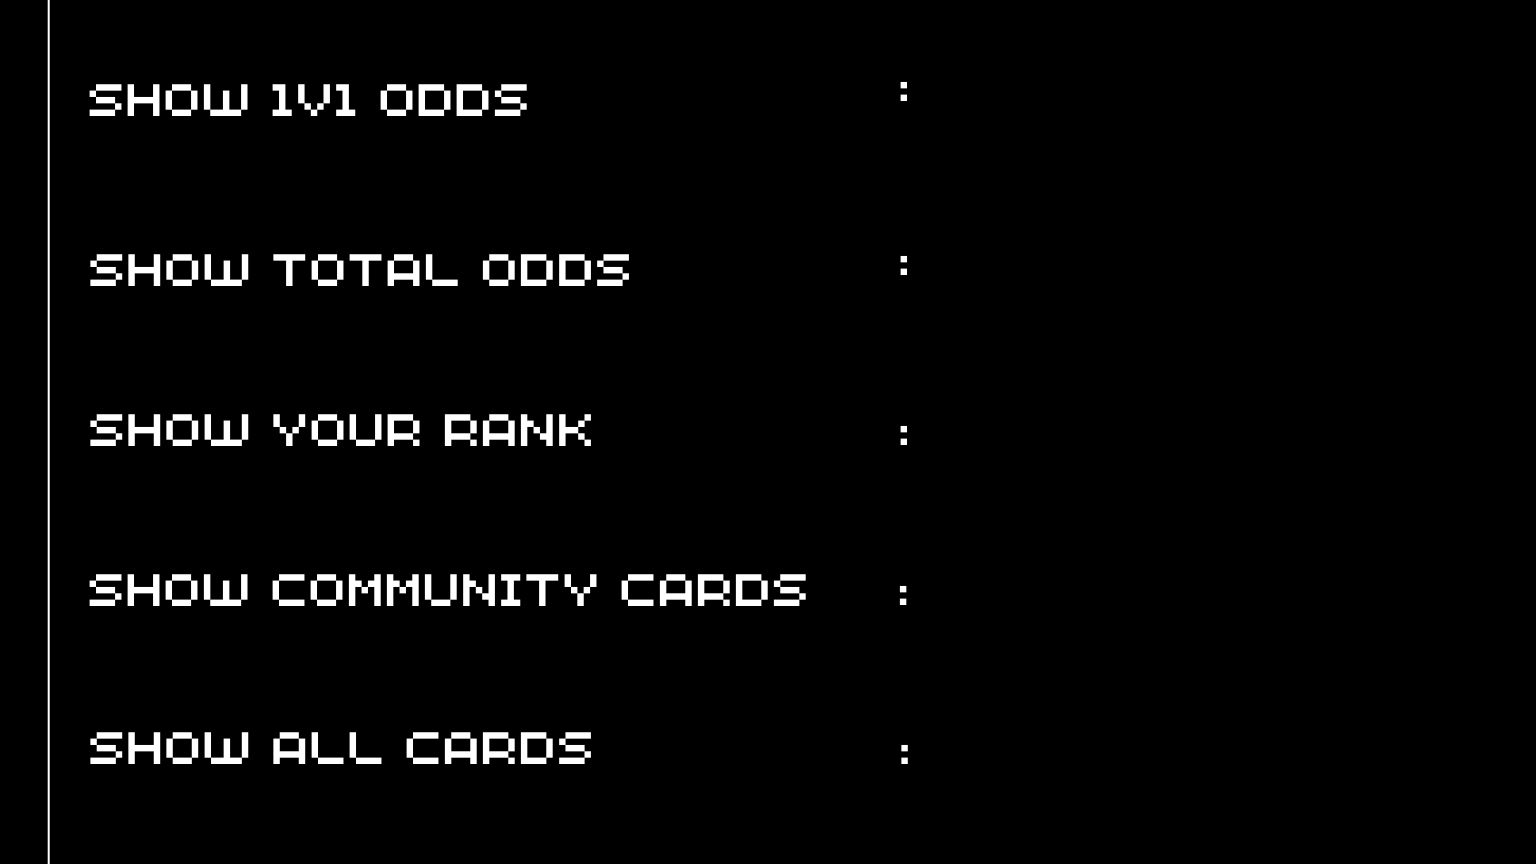 SHOW 1V1 ODDS :
SHOW TOTAL ODDS :
SHOW YOUR RANK :
SHOW COMMUNITY CARDS :
SHOW ALL CARDS :